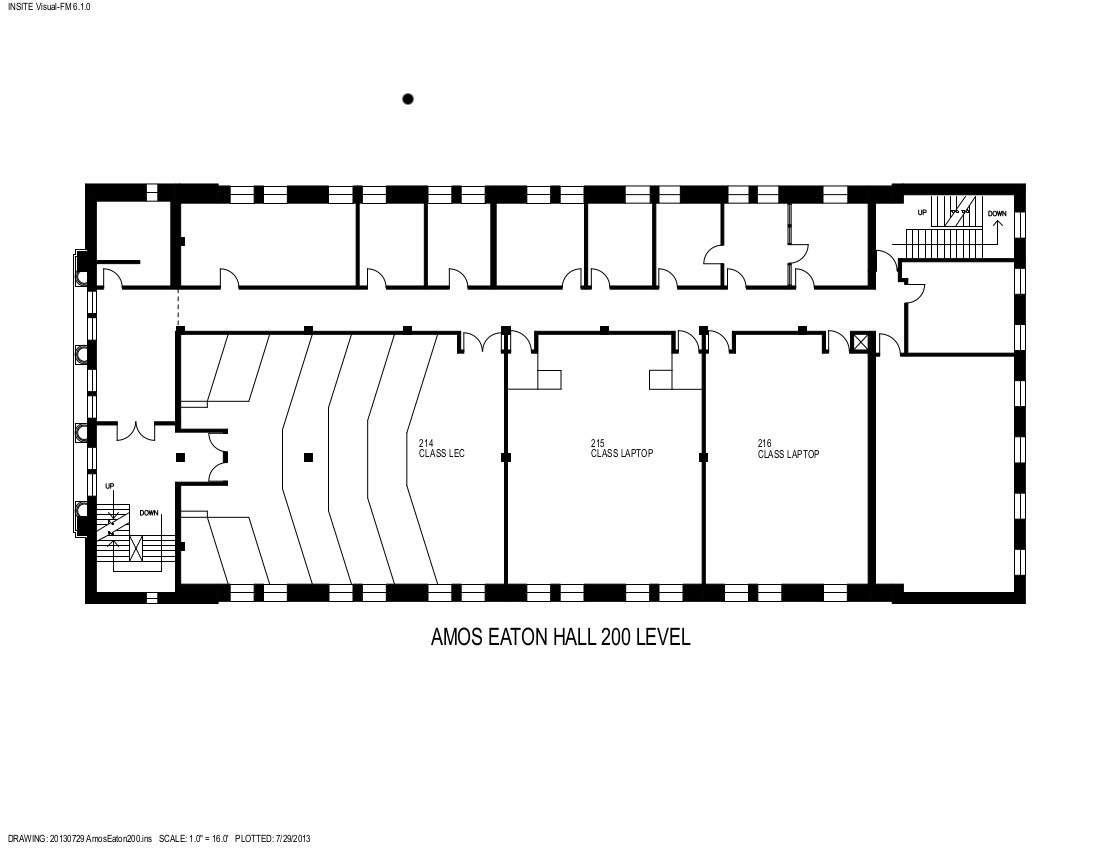 INSITE Visual-FM 6.1.0
UP
DOWN
214
CLASS LEC
215
CLASS LAPTOP
216
CLASS LAPTOP
UP
DOWN
AMOS EATON HALL 200 LEVEL
DRAWING: 20130729 AmosEaton200.ins SCALE: 1.0" = 16.0' PLOTTED: 7/29/2013